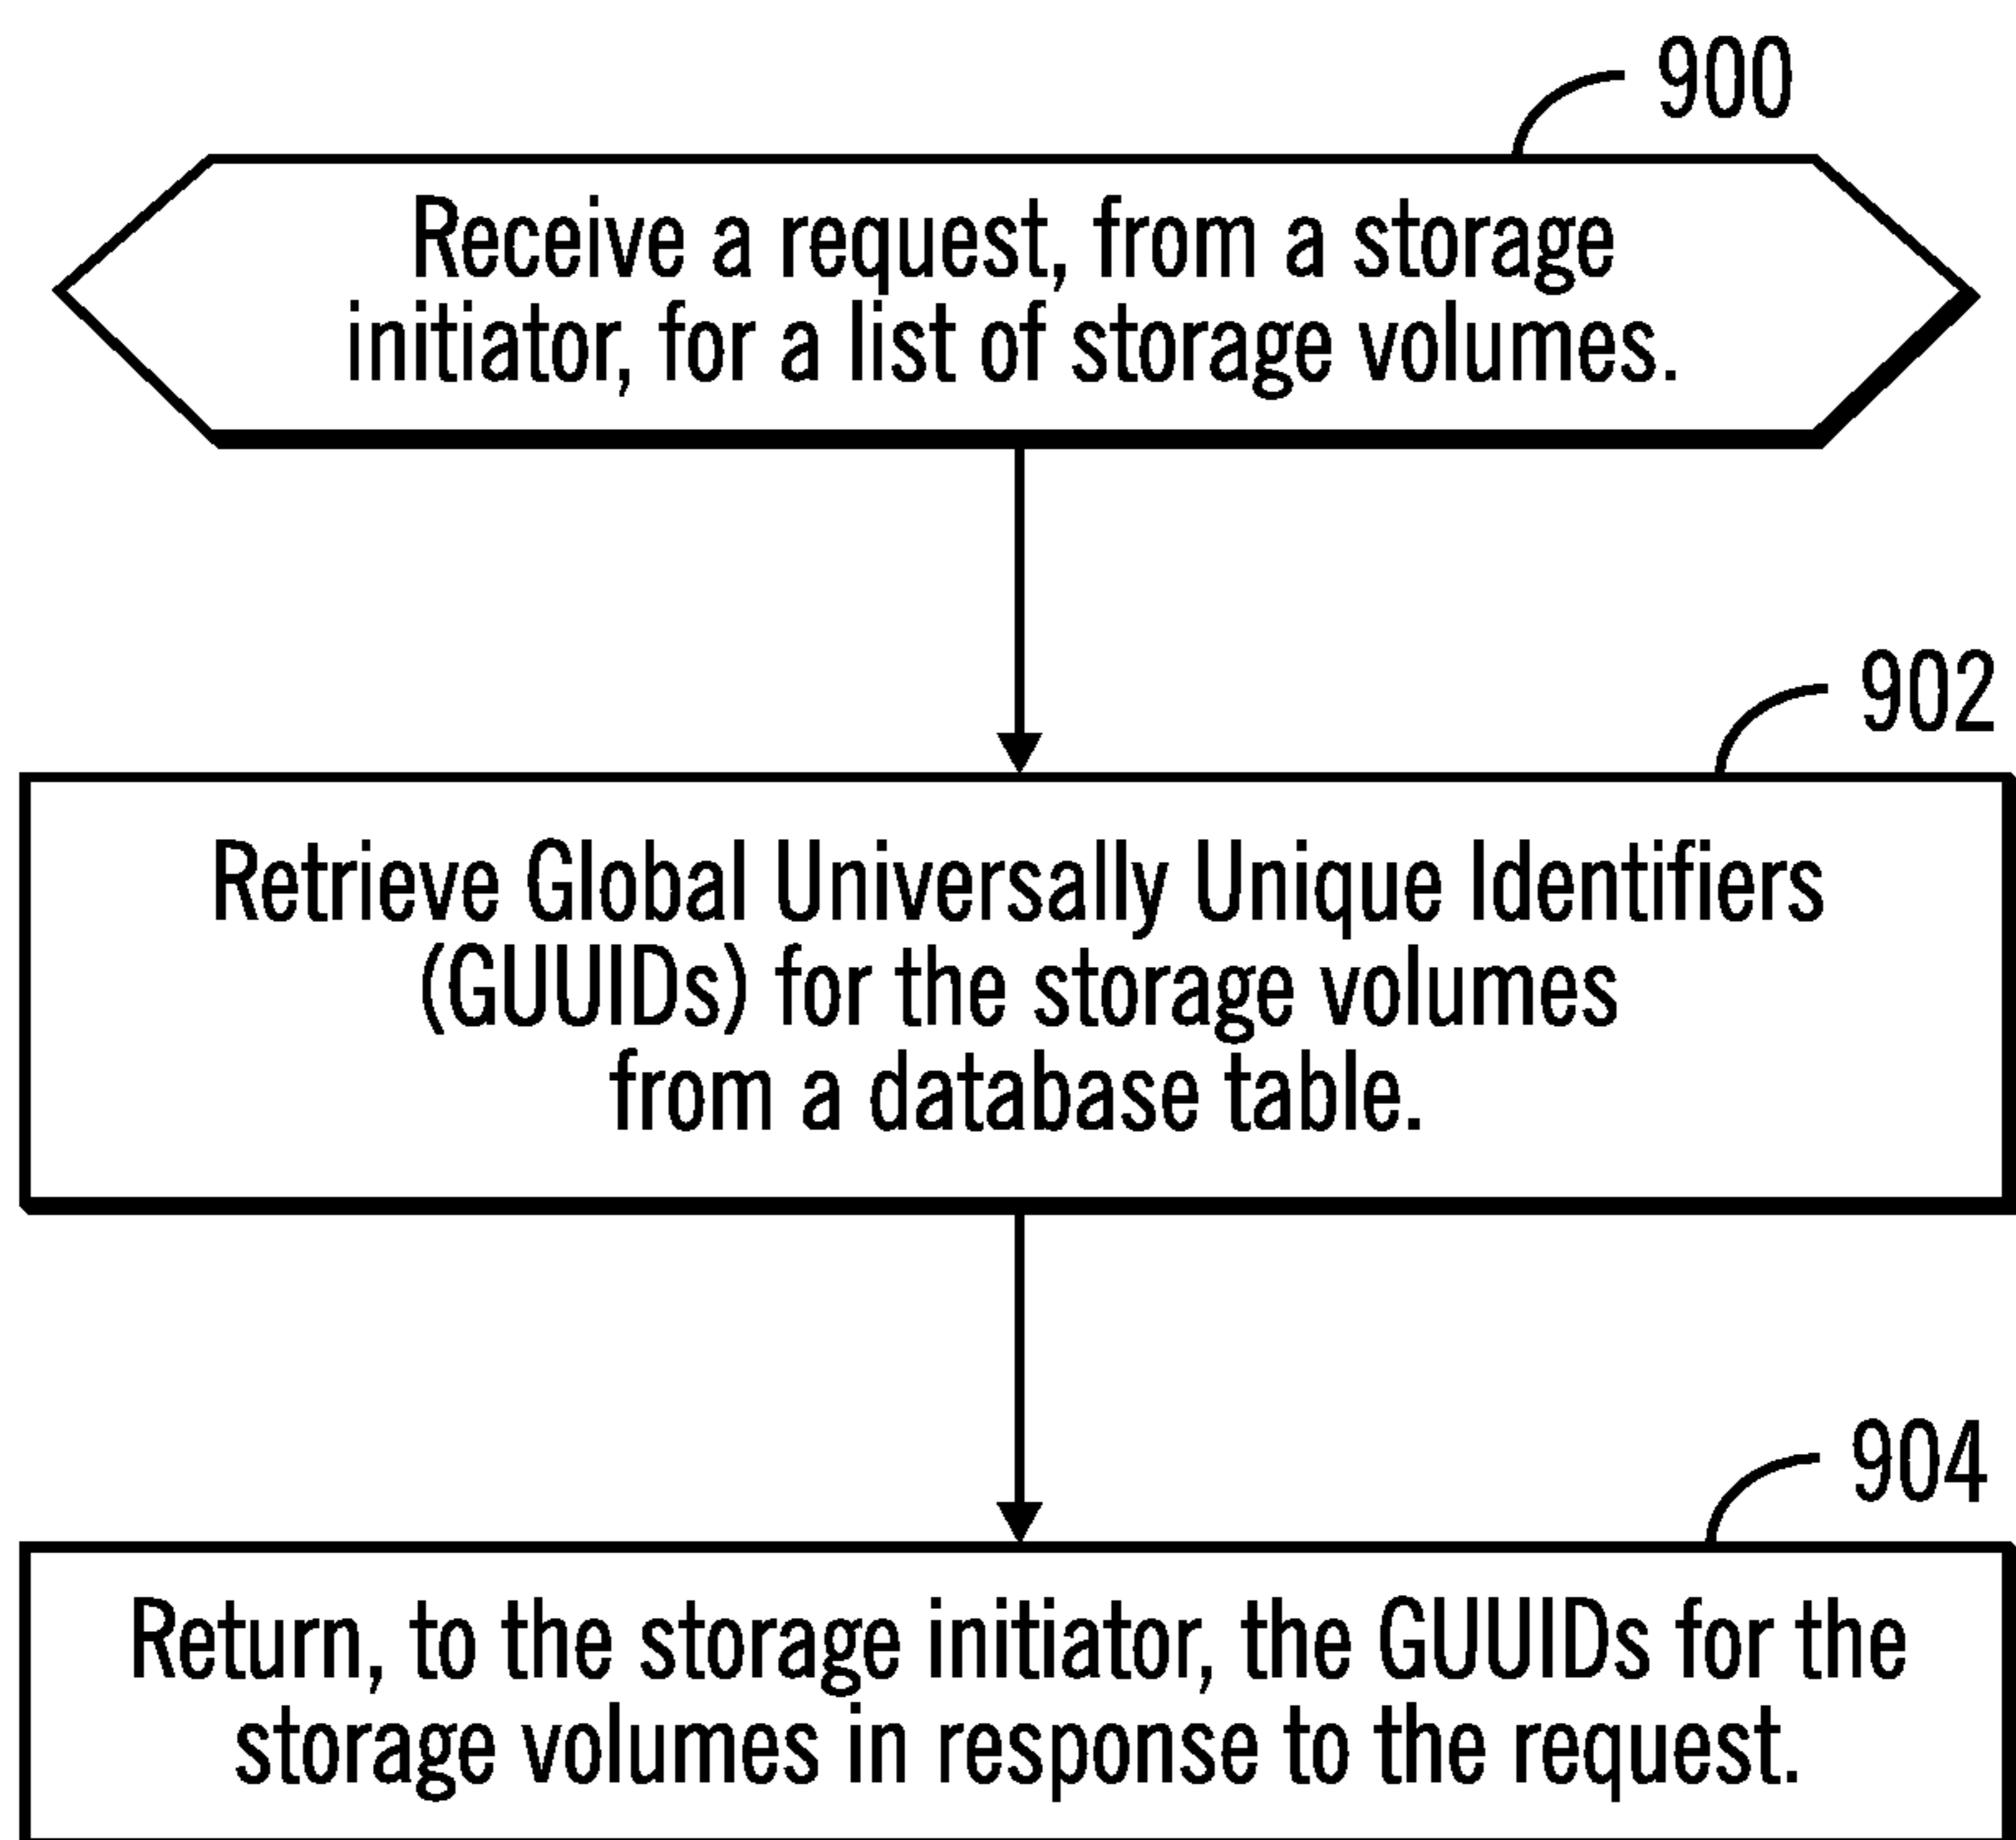 900
Receive a request, from a storage
initiator, for a list of storage volumes.
902
Retrieve Global Universally Unique Identifiers
(GUUIDs) for the storage volumes
from a database table.
904
Return, to the storage initiator, the GUUIDs for the
storage volumes in response to the request.